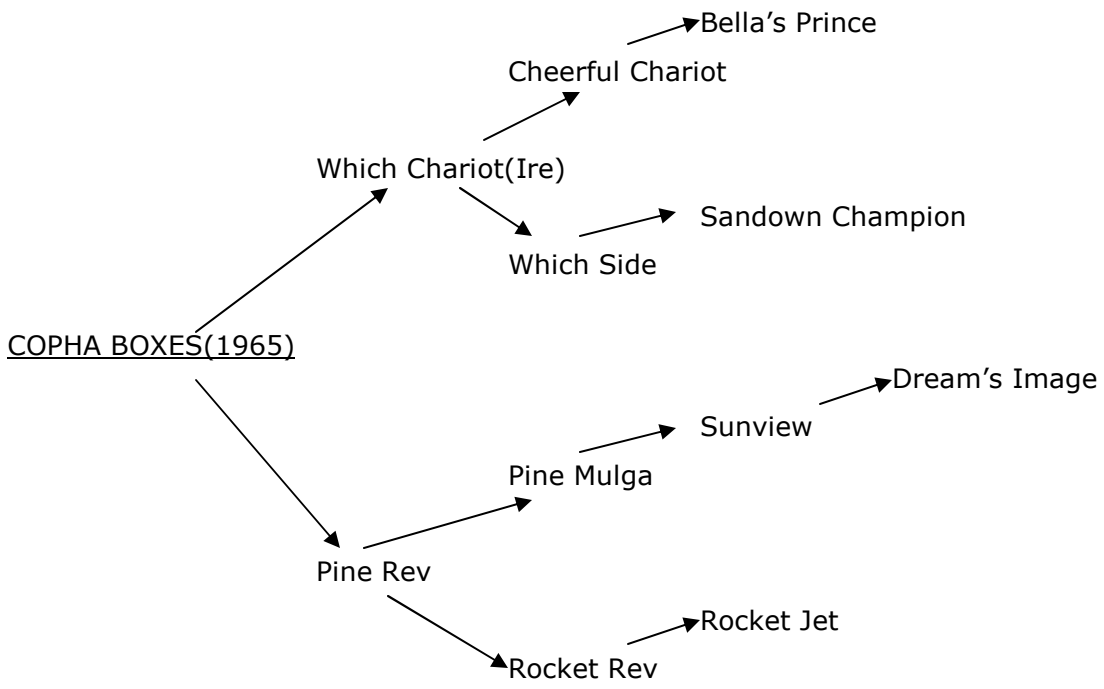 Bella's Prince
Cheerful Chariot
Which Chariot(Ire)
Sandown Champion
Which Side
COPHA BOXES(1965)
Dream's Image
Sunview
Pine Mulga
Pine Rev
Rocket Jet
Rocket Rev